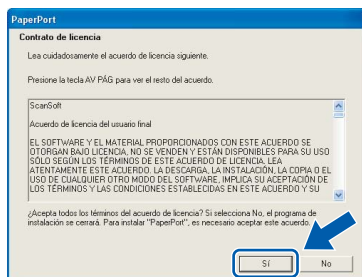 PaperPort
Contrato de licencia
Lea cuidadosamente el acuerdo de licencia siguiente.
Presione la tecla AV PÁG para ver el resto del acuerdo.
ScanSoft
Acuerdo de licencia del usuario final
EL SOFTWARE Y EL MATERIAL PROPORCIONADOS CON ESTE ACUERDO SE
OTORGAN BAJO LICENCIA, NO SE VENDEN Y ESTÁN DISPONIBLES PARA SU USO
SÓLO SEGÚN LOS TÉRMINOS DE ESTE ACUERDO DE LICENCIA. LEA
ATENTAMENTE ESTE ACUERDO. LA DESCARGA, LA INSTALACIÓN, LA COPIA O EL
USO DE CUALQUIER OTRO MODO DEL SOFTWARE, IMPLICA SU ACEPTACIÓN DE
LOS TÉRMINOS Y LAS CONDICIONES ESTABLECIDAS EN ESTE ACUERDO Y SU
¿Acepta todos los términos del acuerdo de licencia? Si selecciona No, el programa de
instalación se cerrará. Para instalar "PaperPort", es necesario aceptar este acuerdo.
Sí
No